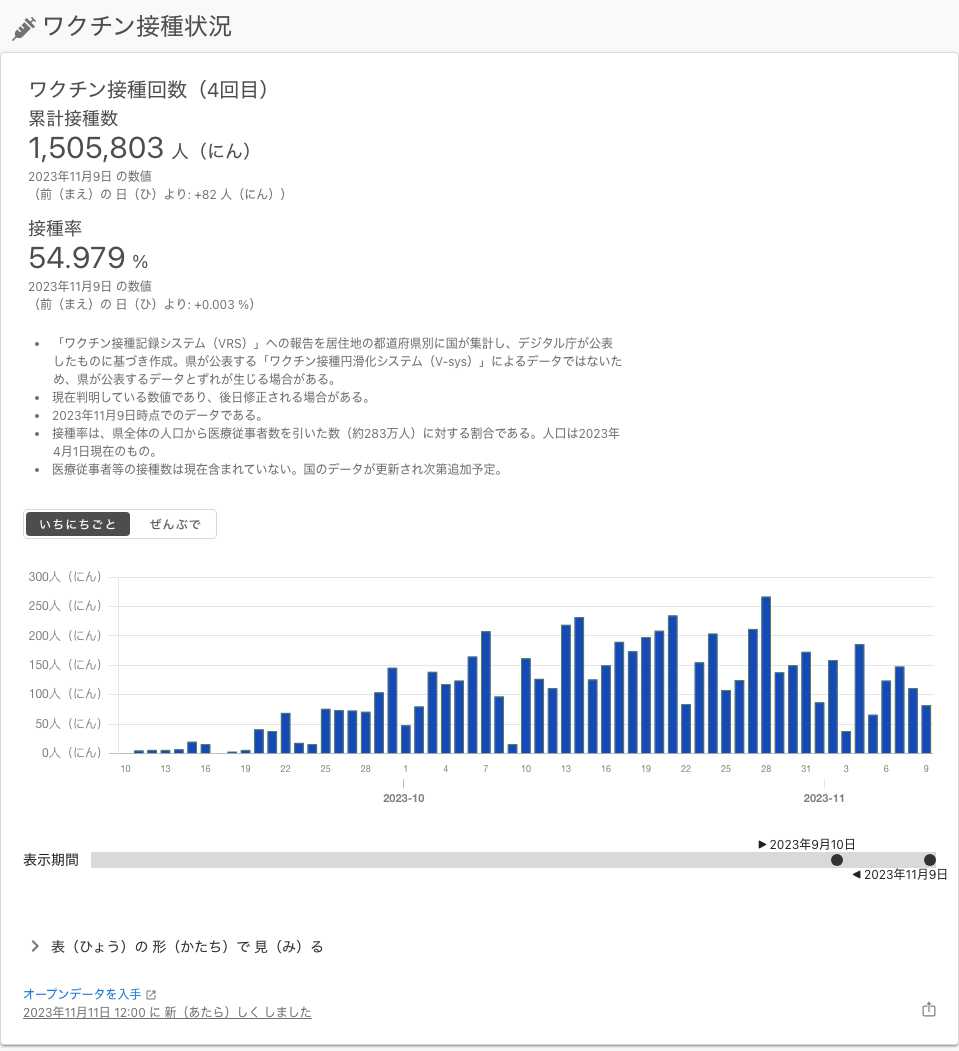 ワクチン接種状況
ワクチン接種回数（4回目）
累計接種数
1,505,803 人（にん）
2023年11月9日 の数値
（前（まえ）の 日（ひ）より: +82 人（にん））
接種率
54.979 %
2023年11月9日 の数値
（前（まえ）の 日（ひ）より: +0.003 %）
• 「ワクチン接種記録システム（VRS）」への報告を居住地の都道府県別に国が集計し、デジタル庁が公表
したものに基づき作成。県が公表する「ワクチン接種円滑化システム（V-sys）」によるデータではないた
め、県が公表するデータとずれが生じる場合がある。
• 現在判明している数値であり、後日修正される場合がある。
• 2023年11月9日時点でのデータである。
• 接種率は、県全体の人口から医療従事者数を引いた数（約283万人）に対する割合である。人口は2023年
4月1日現在のもの。
• 医療従事者等の接種数は現在含まれていない。国のデータが更新され次第追加予定。
いちにちごと ぜんぶで
300人（にん）
250人（にん）
200人（にん）
150人（にん）
100人（にん）
50人（にん）
0人（にん）
10 13 16 19 22 25 28 1 4 7 10 13 16 19 22 25 28 31 3 6 9
2023-10 2023-11
▶ 2023年9月10日
表示期間
◀ 2023年11月9日
表（ひょう）の 形（かたち）で 見（み）る
オープンデータを入手
2023年11月11日 12:00 に 新（あたら）しく しました